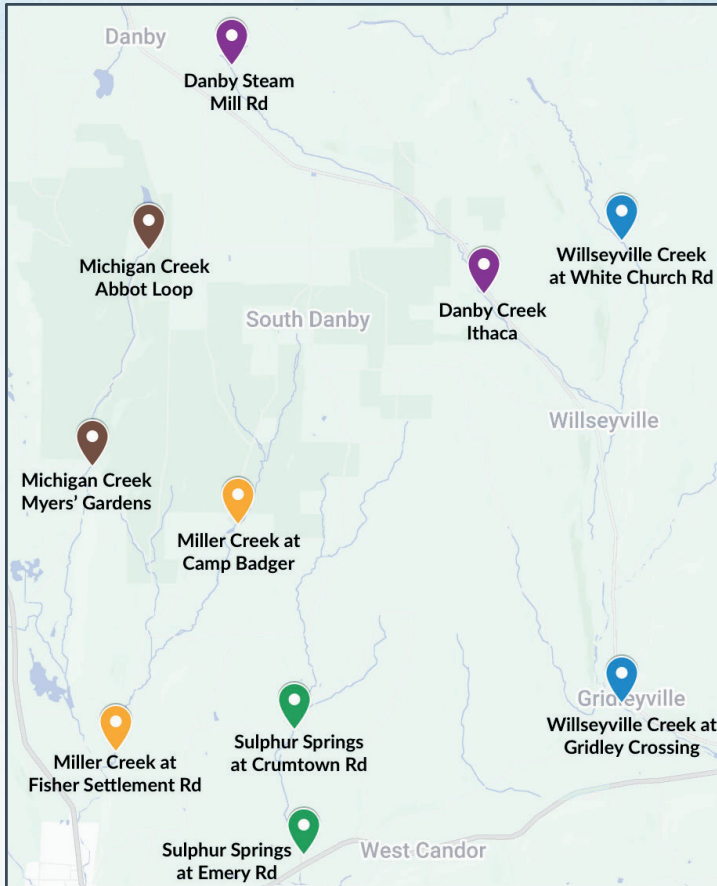 Danby
Danby Steam
Mill Rd
Michigan Creek
Abbot Loop
Willseyville Creek
at White Church Rd
Danby Creek
Ithaca
South Danby
Willseyville
Michigan Creek
Myers' Gardens
Miller Creek at
Camp Badger
Gridleyville
Willseyville Creek at
Gridley Crossing
Sulphur Springs
at Crumtown Rd
Miller Creek at
Fisher Settlement Rd
Sulphur Springs
at Emery Rd
West Candor